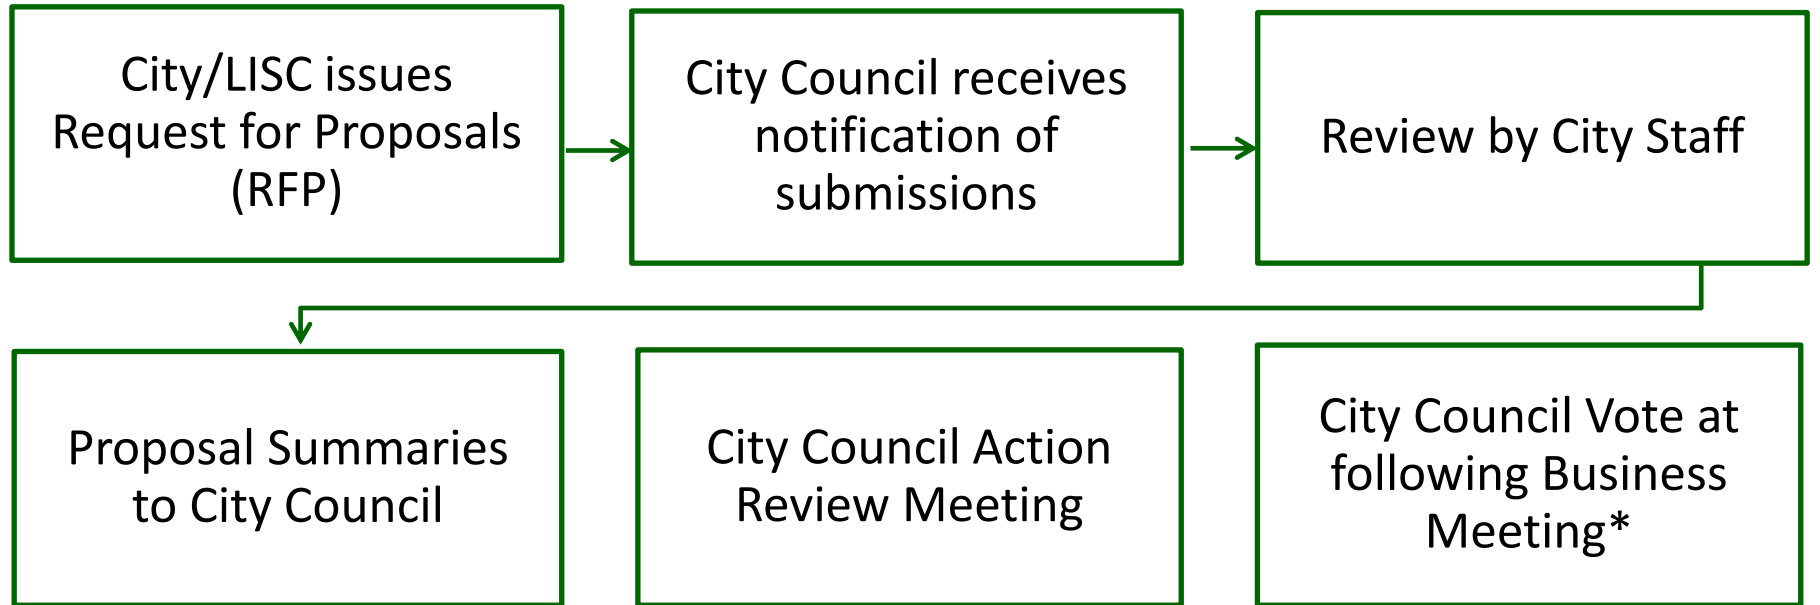 City/LISC issues
Request for Proposals
(RFP)
City Council receives
notification of
submissions
Review by City Staff
Proposal Summaries
to City Council
City Council Action
Review Meeting
City Council Vote at
following Business
Meeting*